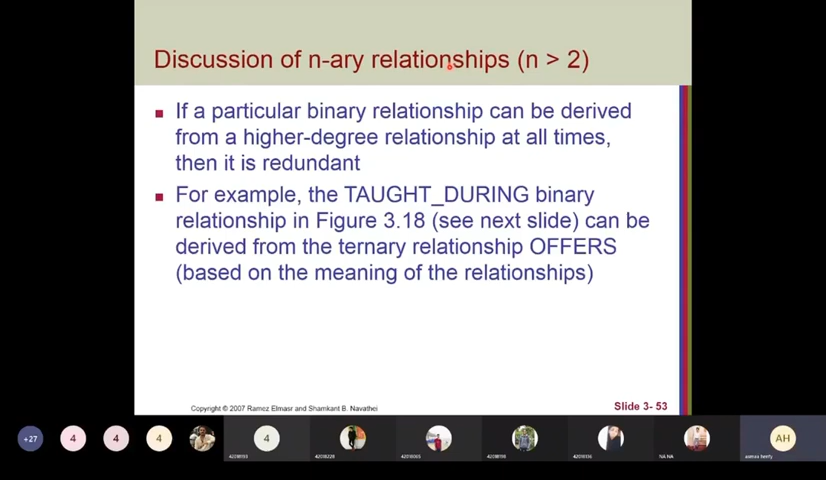 Discussion of n-ary relationships (n > 2)
If a particular binary relationship can be derived
from a higher-degree relationship at all times,
then it is redundant
For example, the TAUGHT_DURING binary
relationship in Figure 3.18 (see next slide) can be
derived from the ternary relationship OFFERS
(based on the meaning of the relationships)
Copyright © 2007 Ramez Elmasr and Shamkant B. Navathei
Slide 3- 53
+27
4
4
4
4
AH
NA NA